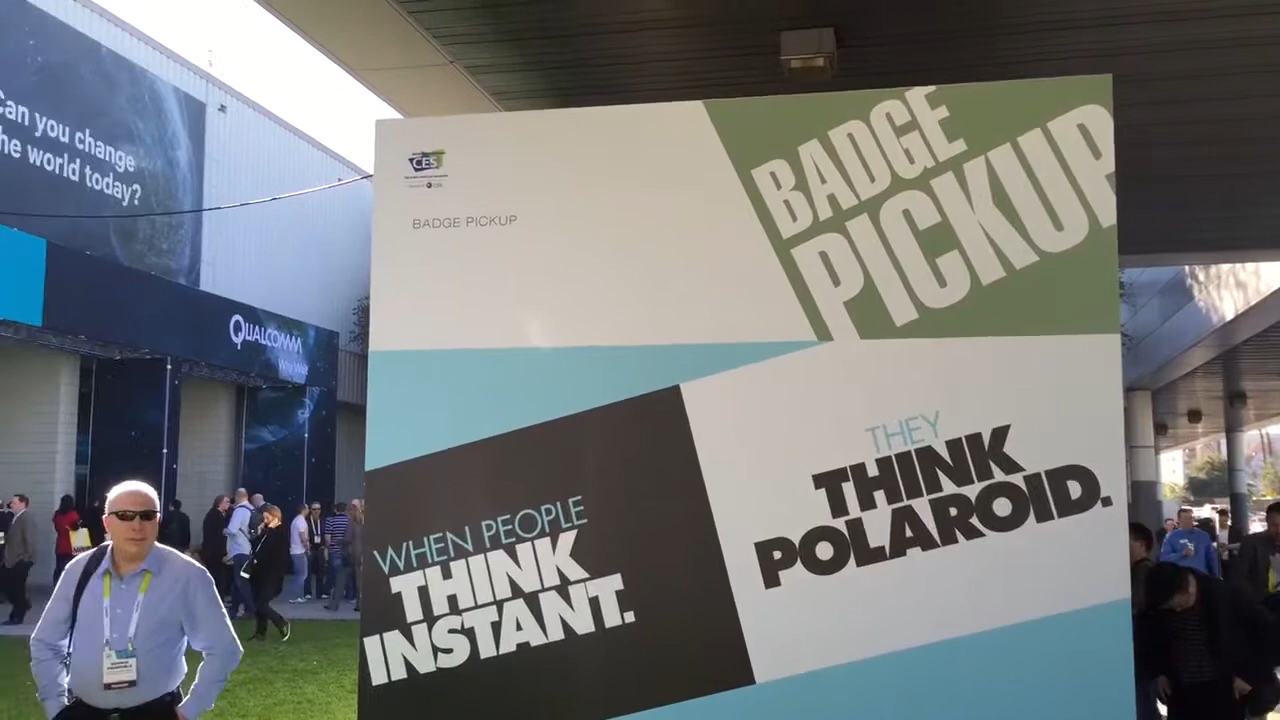 Can you change
the world today?
QUALCOMM
CES
BADGE PICKUP
BADGE
PICKUP
WHEN PEOPLE
THINK
INSTANT.
THEY
THINK
POLAROID.